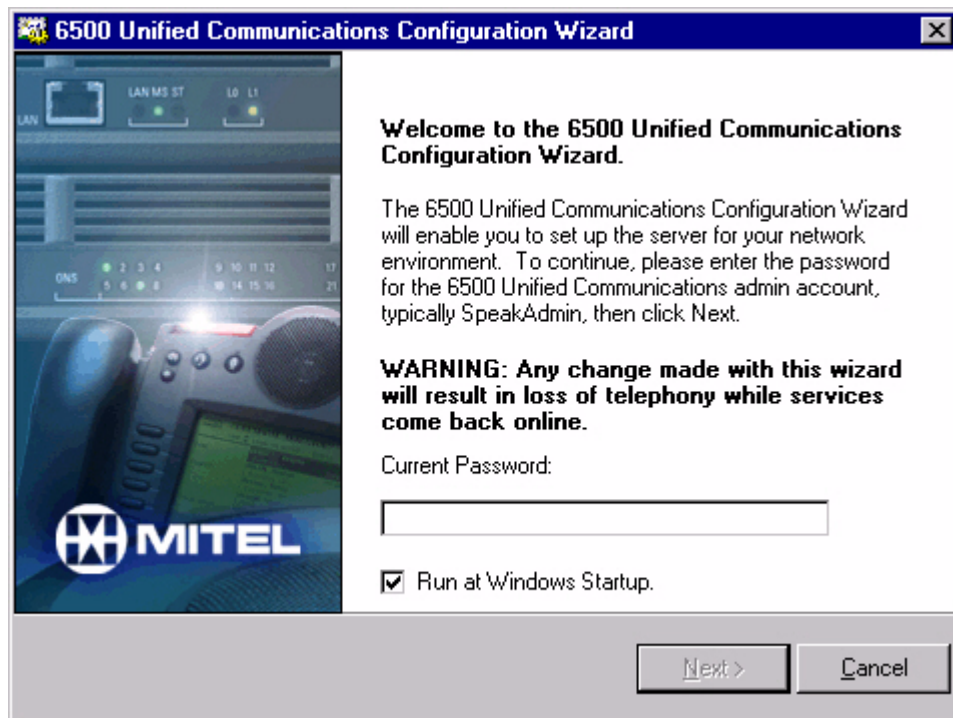 6500 Unified Communications Configuration Wizard
LAN MS ST
L0 L1
LAN
Welcome to the 6500 Unified Communications
Configuration Wizard.
The 6500 Unified Communications Configuration Wizard
will enable you to set up the server for your network
environment. To continue, please enter the password
for the 6500 Unified Communications admin account,
typically SpeakAdmin, then click Next.
ONS
2 3 4
9 10 11 12
17
5 6 8
14 15 16
21
WARNING: Any change made with this wizard
will result in loss of telephony while services
come back online.
Current Password:
MITEL
Run at Windows Startup.
Next >
Cancel